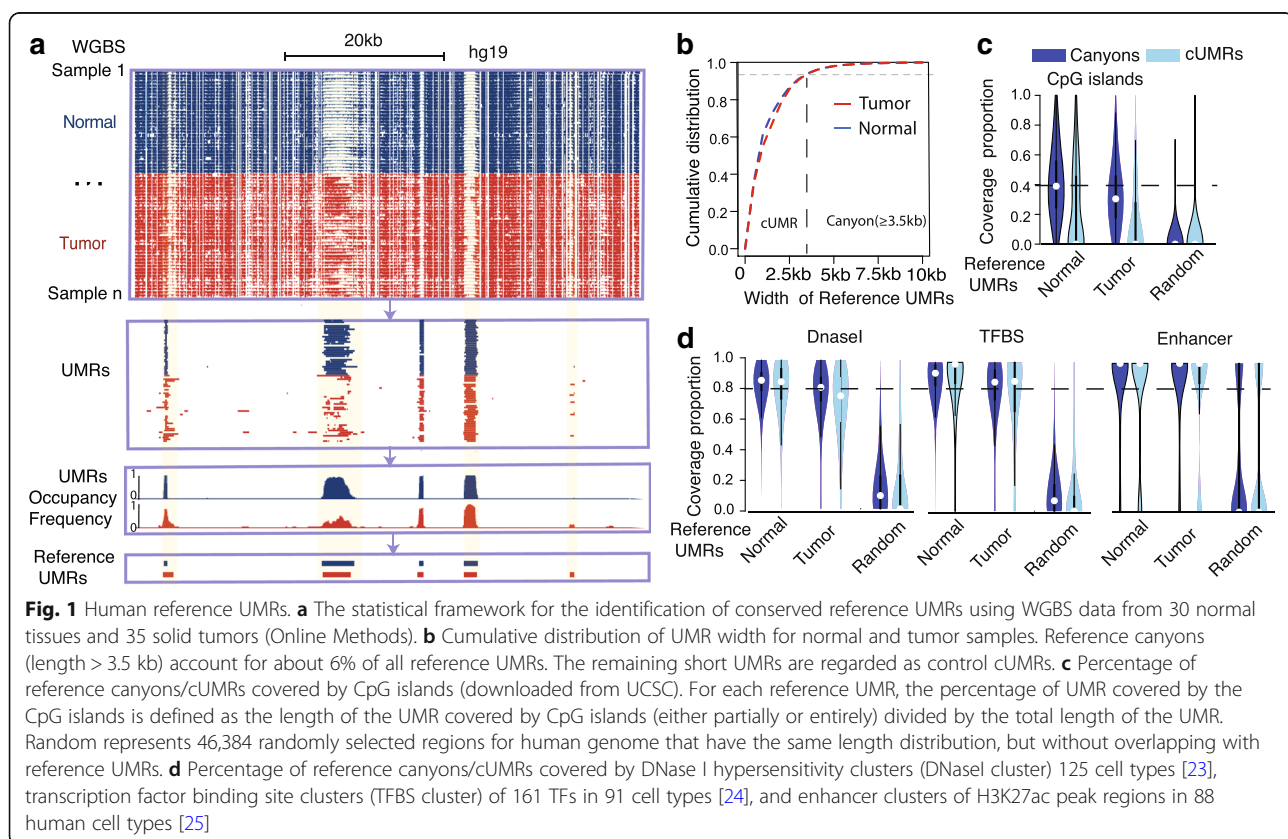 a
WGBS
Sample 1
20kb
hg19
Normal
...
Tumor
Sample n
UMRs
UMRs
Occupancy
Frequency
1
0
1
0
Reference
UMRs
b
Cumulative distribution
1.0
0.8
0.6
0.4
0.2
0.0
Tumor
Normal
cUMR
Canyon(≥3.5kb)
0
2.5kb
5kb
7.5kb
10kb
Width of Reference UMRs
c
Canyons
cUMRs
CpG islands
Coverage proportion
1.0
0.8
0.6
0.4
0.2
0.0
Reference
UMRs
Normal
Tumor
Random
d
DnaseI
TFBS
Enhancer
Coverage proportion
1.0
0.8
0.6
0.4
0.2
0.0
Reference
UMRs
Normal
Tumor
Random
Normal
Tumor
Random
Normal
Tumor
Random
Fig. 1 Human reference UMRs. a The statistical framework for the identification of conserved reference UMRs using WGBS data from 30 normal
tissues and 35 solid tumors (Online Methods). b Cumulative distribution of UMR width for normal and tumor samples. Reference canyons
(length > 3.5 kb) account for about 6% of all reference UMRs. The remaining short UMRs are regarded as control cUMRs. c Percentage of
reference canyons/cUMRs covered by CpG islands (downloaded from UCSC). For each reference UMR, the percentage of UMR covered by the
CpG islands is defined as the length of the UMR covered by CpG islands (either partially or entirely) divided by the total length of the UMR.
Random represents 46,384 randomly selected regions for human genome that have the same length distribution, but without overlapping with
reference UMRs. d Percentage of reference canyons/cUMRs covered by DNase I hypersensitivity clusters (DNaseI cluster) 125 cell types [23],
transcription factor binding site clusters (TFBS cluster) of 161 TFs in 91 cell types [24], and enhancer clusters of H3K27ac peak regions in 88
human cell types [25]